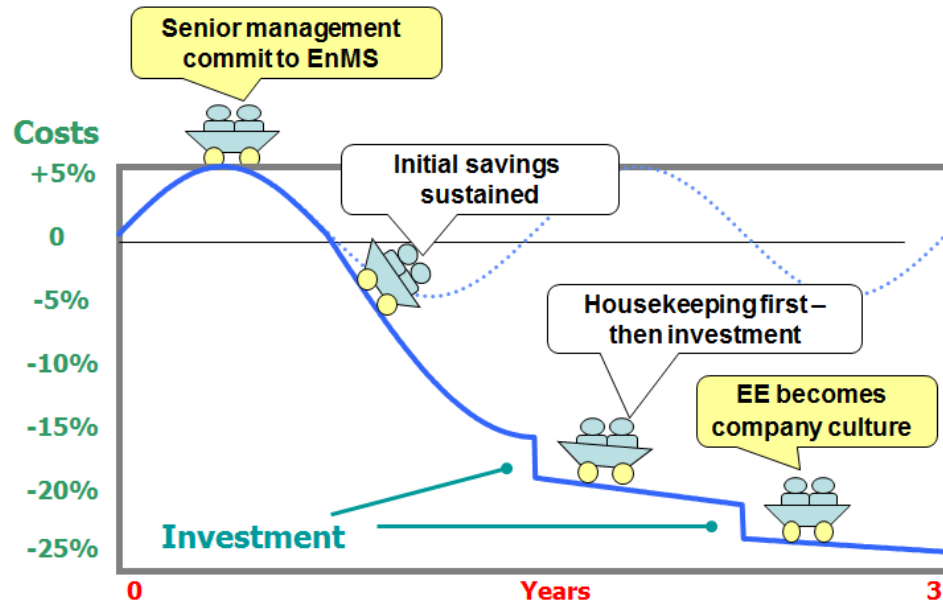 Senior management
commit to EnMS
Costs
+5%
Initial savings
sustained
0
-5%
Housekeeping first –
then investment
-10%
EE becomes
company culture
-15%
-20%
Investment
-25%
0
Years
3